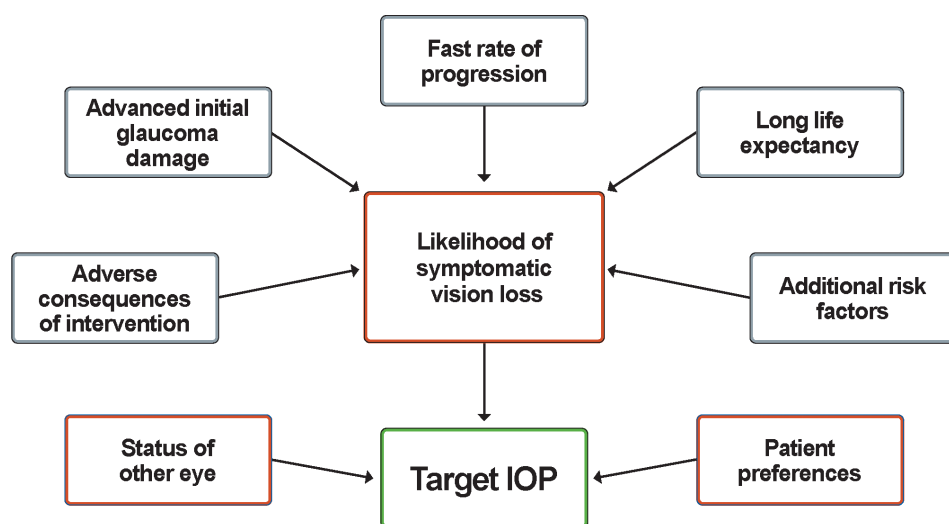 Fast rate of
progression
Advanced initial
glaucoma
damage
Long life
expectancy
Likelihood of
symptomatic
vision loss
Adverse
consequences
of intervention
Additional risk
factors
Status of
other eye
Target IOP
Patient
preferences